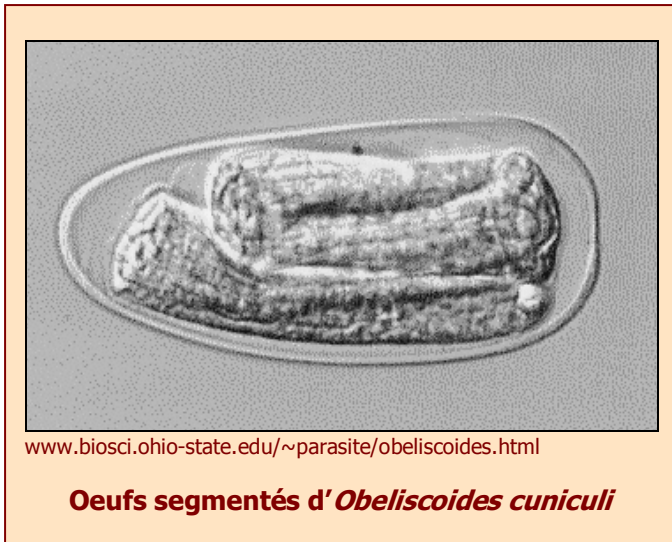 www.biosci.ohio-state.edu/~parasite/obeliscoides.html
Oeufs segmentés d'Obeliscoides cuniculi